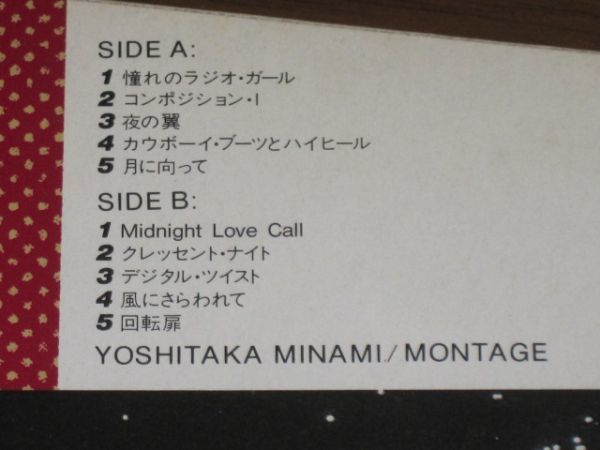 SIDE A:
1 憧れのラジオ・ガール
2 コンポジション・I
3 夜の翼
4 カウボーイ・ブーツとハイヒール
5 月に向って
SIDE B:
1 Midnight Love Call
2 クレッセント・ナイト
3 デジタル・ツイスト
4 風にさらわれて
5 回転扉
YOSHITAKA MINAMI/MONTAGE